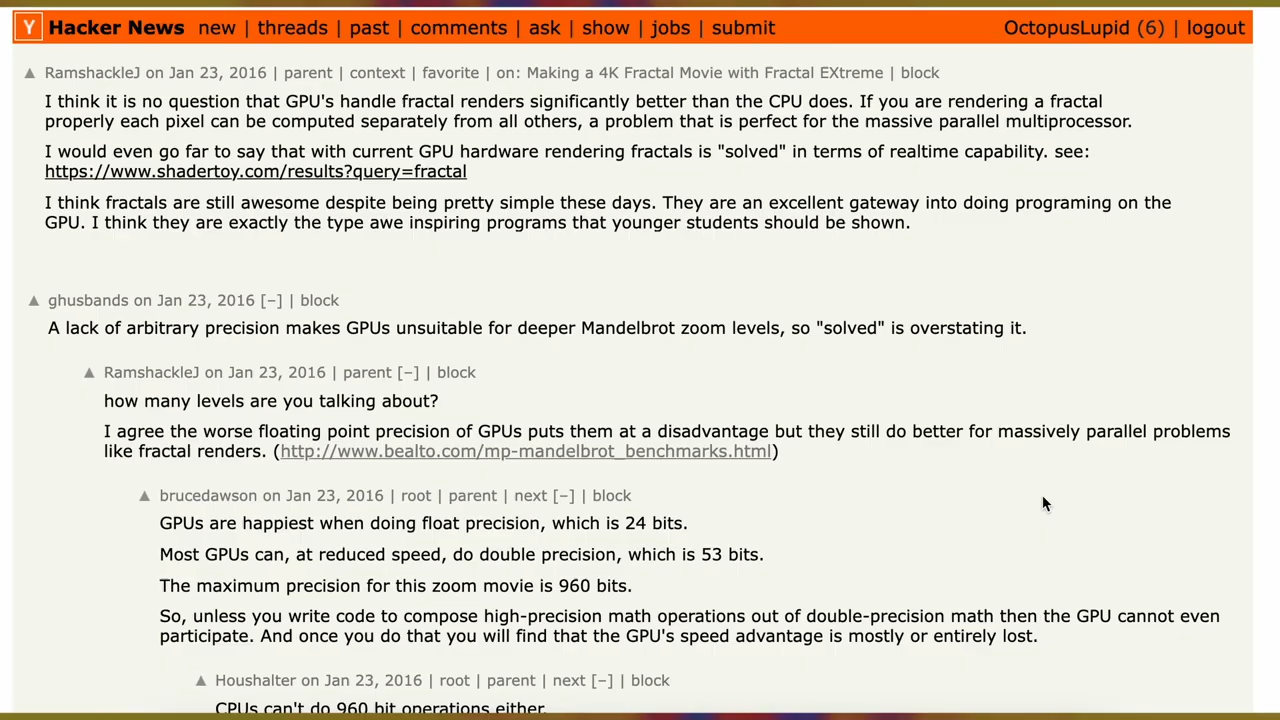 Y Hacker News new | threads | past | comments | ask | show | jobs | submit OctopusLupid (6) | logout
▲ RamshackleJ on Jan 23, 2016 | parent | context | favorite | on: Making a 4K Fractal Movie with Fractal EXtreme | block
I think it is no question that GPU's handle fractal renders significantly better than the CPU does. If you are rendering a fractal
properly each pixel can be computed separately from all others, a problem that is perfect for the massive parallel multiprocessor.
I would even go far to say that with current GPU hardware rendering fractals is "solved" in terms of realtime capability. see:
https://www.shadertoy.com/results?query=fractal
I think fractals are still awesome despite being pretty simple these days. They are an excellent gateway into doing programing on the
GPU. I think they are exactly the type awe inspiring programs that younger students should be shown.
▲ ghusbands on Jan 23, 2016 [–] | block
A lack of arbitrary precision makes GPUs unsuitable for deeper Mandelbrot zoom levels, so "solved" is overstating it.
▲ RamshackleJ on Jan 23, 2016 | parent [–] | block
how many levels are you talking about?
I agree the worse floating point precision of GPUs puts them at a disadvantage but they still do better for massively parallel problems
like fractal renders. (http://www.bealto.com/mp-mandelbrot_benchmarks.html)
▲ brucedawson on Jan 23, 2016 | root | parent | next [–] | block
GPUs are happiest when doing float precision, which is 24 bits.
Most GPUs can, at reduced speed, do double precision, which is 53 bits.
The maximum precision for this zoom movie is 960 bits.
So, unless you write code to compose high-precision math operations out of double-precision math then the GPU cannot even
participate. And once you do that you will find that the GPU's speed advantage is mostly or entirely lost.
▲ Houshalter on Jan 23, 2016 | root | parent | next [–] | block
CPUs can't do 960 bit operations either.